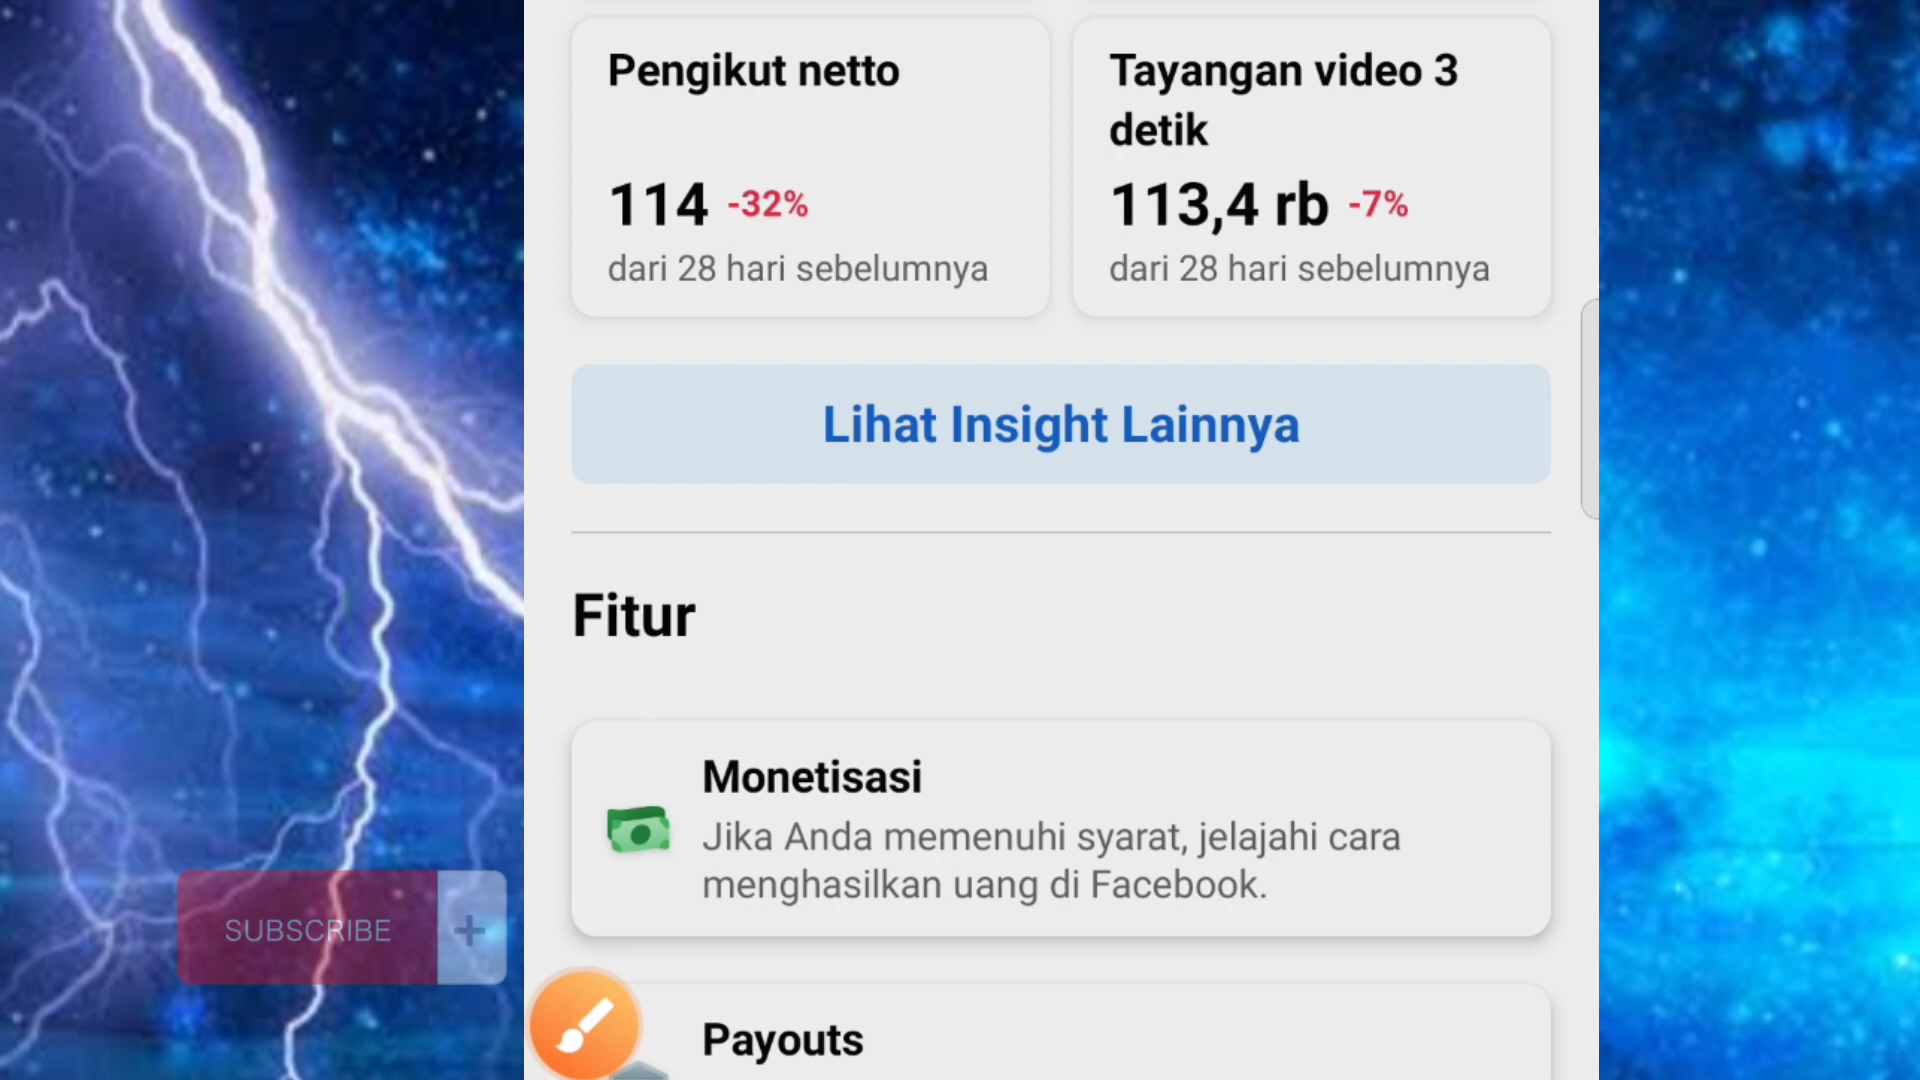 Pengikut netto
114 -32%
dari 28 hari sebelumnya
Tayangan video 3
detik
113,4 rb -7%
dari 28 hari sebelumnya
Lihat Insight Lainnya
Fitur
Monetisasi
Jika Anda memenuhi syarat, jelajahi cara
menghasilkan uang di Facebook.
SUBSCRIBE +
Payouts